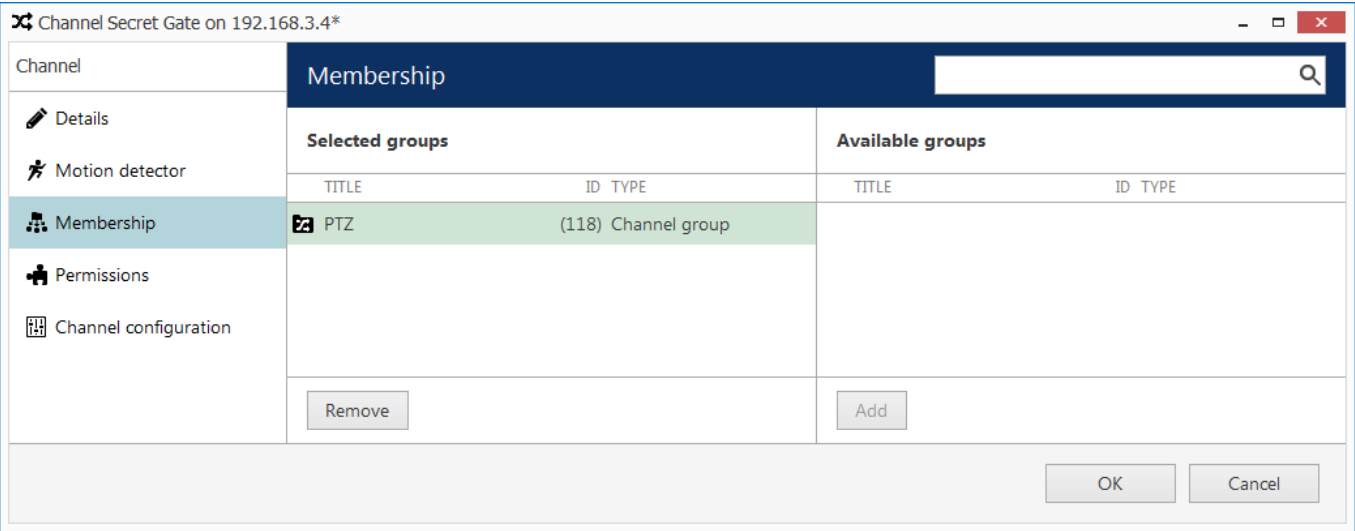 Channel Secret Gate on 192.168.3.4*
Channel
Membership
Details
Motion detector
Membership
Permissions
Channel configuration
Selected groups
TITLE ID TYPE
PTZ (118) Channel group
Remove
Available groups
TITLE ID TYPE
Add
OK Cancel